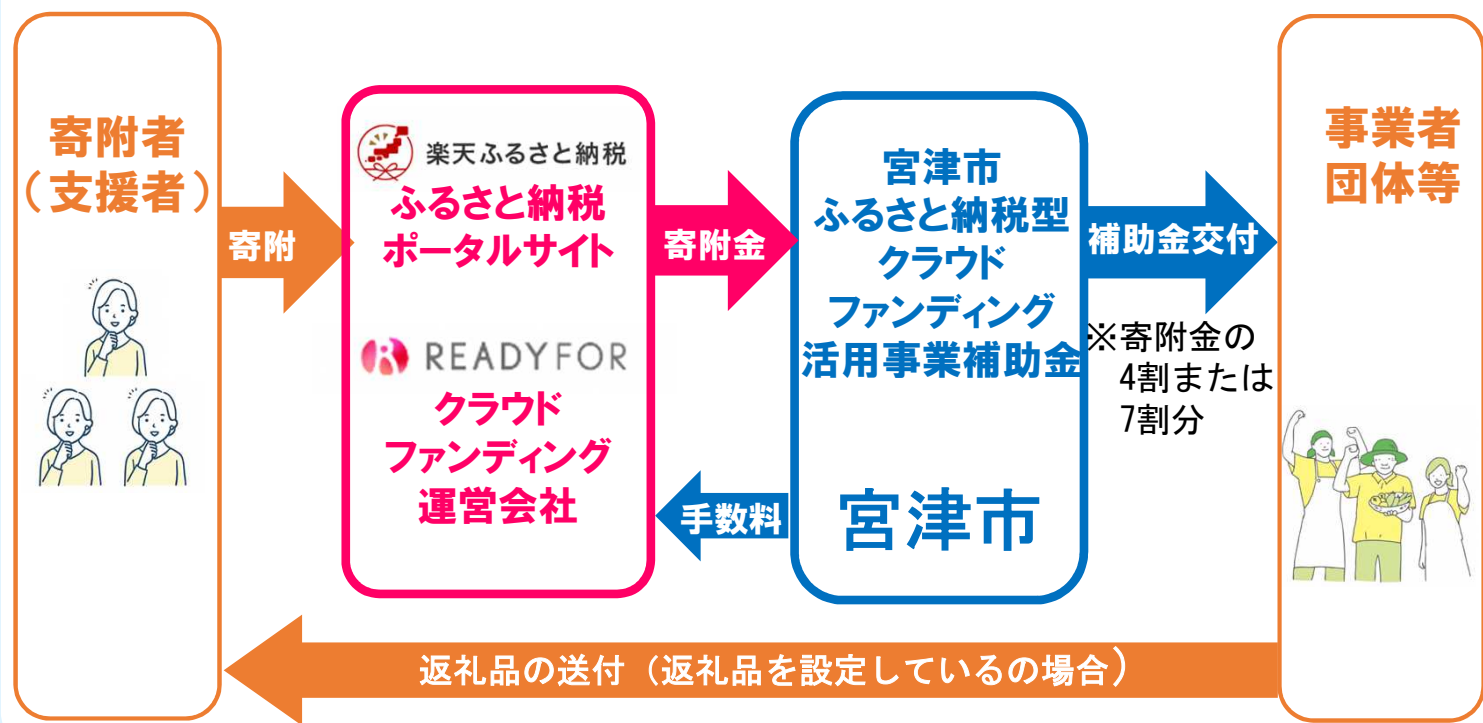 寄附者
（支援者）
寄附
楽天ふるさと納税
ふるさと納税
ポータルサイト
READYFOR
クラウド
ファンディング
運営会社
寄附金
手数料
宮津市
ふるさと納税型
クラウド
ファンディング
活用事業補助金
宮津市
補助金交付
※寄附金の
4割または
7割分
事業者
団体等
返礼品の送付（返礼品を設定しているの場合）